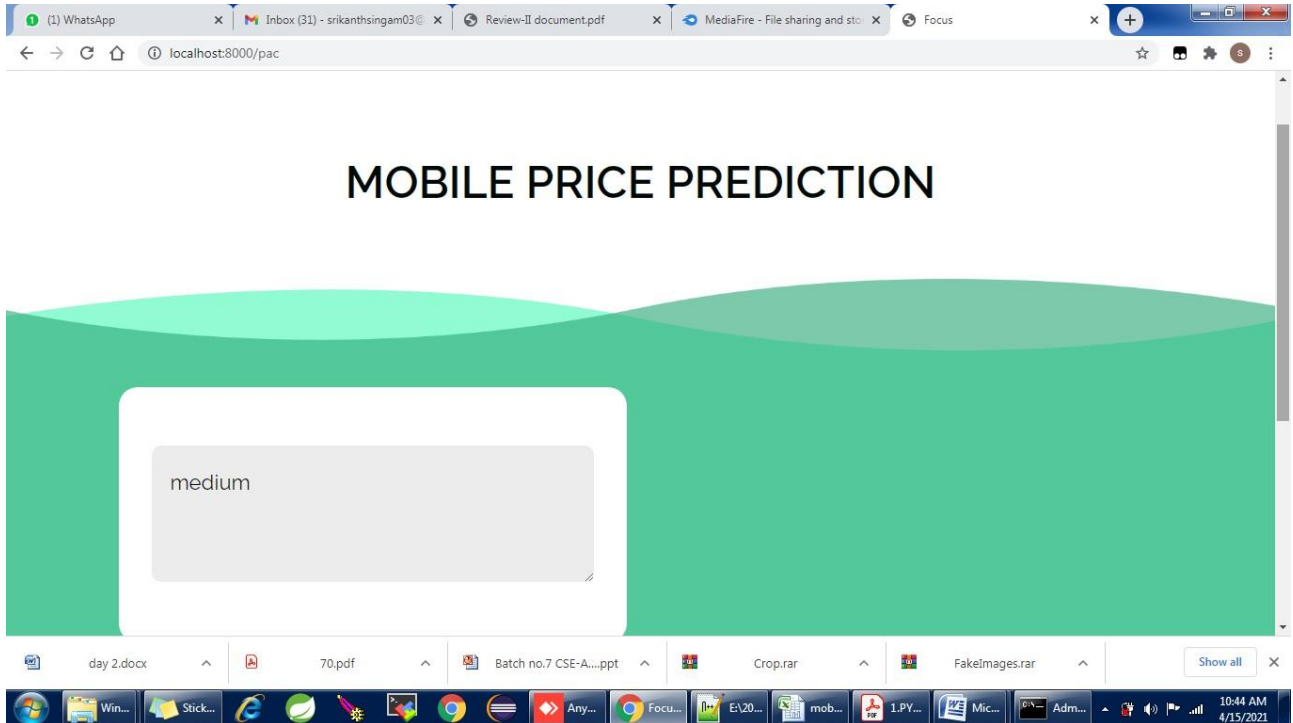 1 (1) WhatsApp
M Inbox (31) - srikanthsingam03@
Review-II document.pdf
MediaFire - File sharing and sto
Focus
localhost:8000/pac
S
MOBILE PRICE PREDICTION
medium
day 2.docx
70.pdf
Batch no.7 CSE-A....ppt
Crop.rar
FakeImages.rar
Show all
Win...
Stick...
Any...
Focu...
E:\20...
mob...
1.PY...
Mic...
Adm...
10:44 AM
4/15/2021